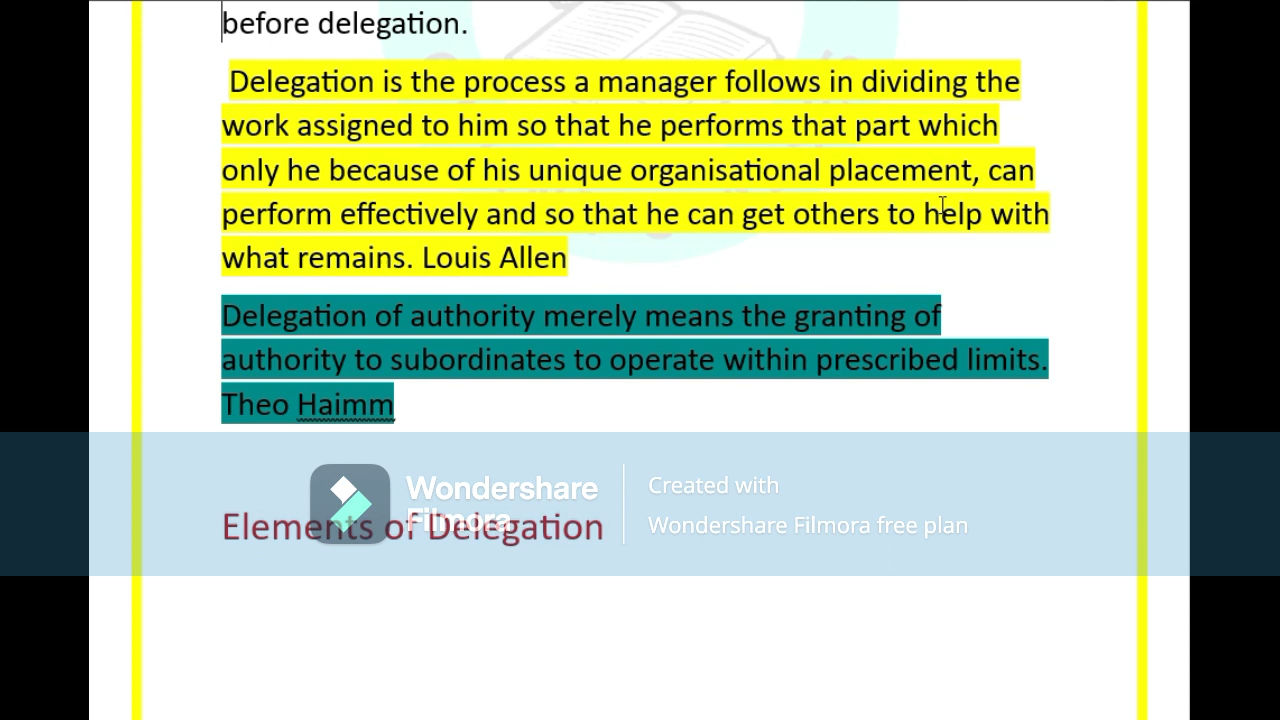 before delegation.
Delegation is the process a manager follows in dividing the
work assigned to him so that he performs that part which
only he because of his unique organisational placement, can
perform effectively and so that he can get others to help with
what remains. Louis Allen
Delegation of authority merely means the granting of
authority to subordinates to operate within prescribed limits.
Theo Haimm
Wondershare
Filmora
Created with
Wondershare Filmora free plan
Elements of Delegation